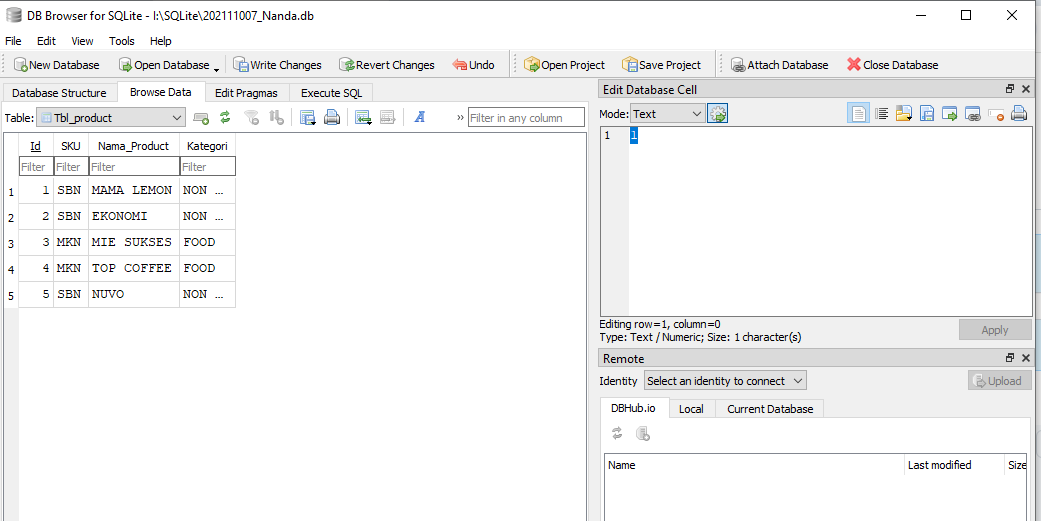 DB Browser for SQLite - I:\SQLite\202111007_Nanda.db
File Edit View Tools Help
New Database Open Database Write Changes Revert Changes Undo Open Project Save Project Attach Database Close Database
Database Structure Browse Data Edit Pragmas Execute SQL
Table: Tbl_product » Filter in any column
Id SKU Nama_Product Kategori
Filter Filter Filter Filter
1 1 SBN MAMA LEMON NON ...
2 2 SBN EKONOMI NON ...
3 3 MKN MIE SUKSES FOOD
4 4 MKN TOP COFFEE FOOD
5 5 SBN NUVO NON ...
Edit Database Cell
Mode: Text
1 1
Editing row=1, column=0
Type: Text / Numeric; Size: 1 character(s)
Apply
Remote
Identity Select an identity to connect Upload
DBHub.io Local Current Database
Name Last modified Size